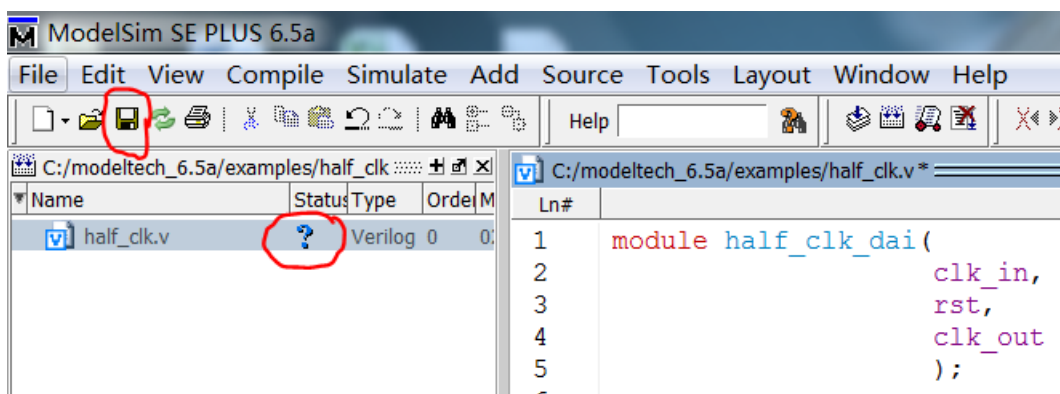 ModelSim SE PLUS 6.5a
File Edit View Compile Simulate Add Source Tools Layout Window Help
Help
C:/modeltech_6.5a/examples/half_clk
Name Status Type Order M
half_clk.v ? Verilog 0 0
C:/modeltech_6.5a/examples/half_clk.v *
Ln#
1 module half_clk_dai(
2 clk_in,
3 rst,
4 clk_out
5 );